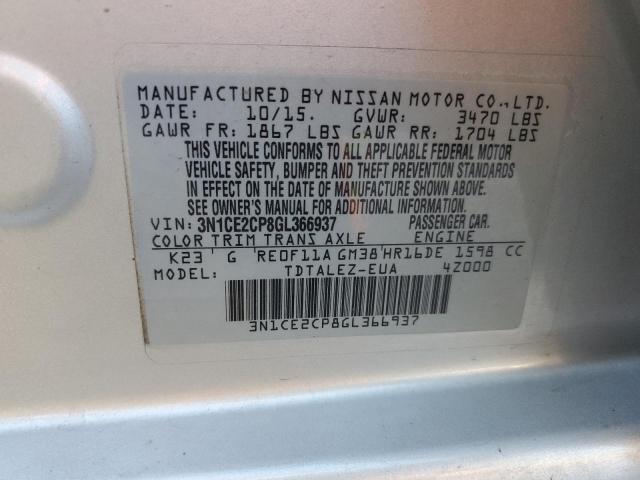 MANUFACTURED BY NISSAN MOTOR CO., LTD.
DATE: 10/15. GVWR: 3470 LBS
GAWR FR: 1867 LBS GAWR RR: 1704 LBS
THIS VEHICLE CONFORMS TO ALL APPLICABLE FEDERAL MOTOR
VEHICLE SAFETY, BUMPER AND THEFT PREVENTION STANDARDS
IN EFFECT ON THE DATE OF MANUFACTURE SHOWN ABOVE.
SEE OWNER'S MANUAL FOR ADDITIONAL INFORMATION.
VIN: 3N1CE2CP8GL366937 PASSENGER CAR.
COLOR TRIM TRANS AXLE ENGINE
K23 G RE0F11A GM38 HR16DE 1598 CC
MODEL: TDTALEZ-EUA 4Z000
3N1CE2CP8GL366937